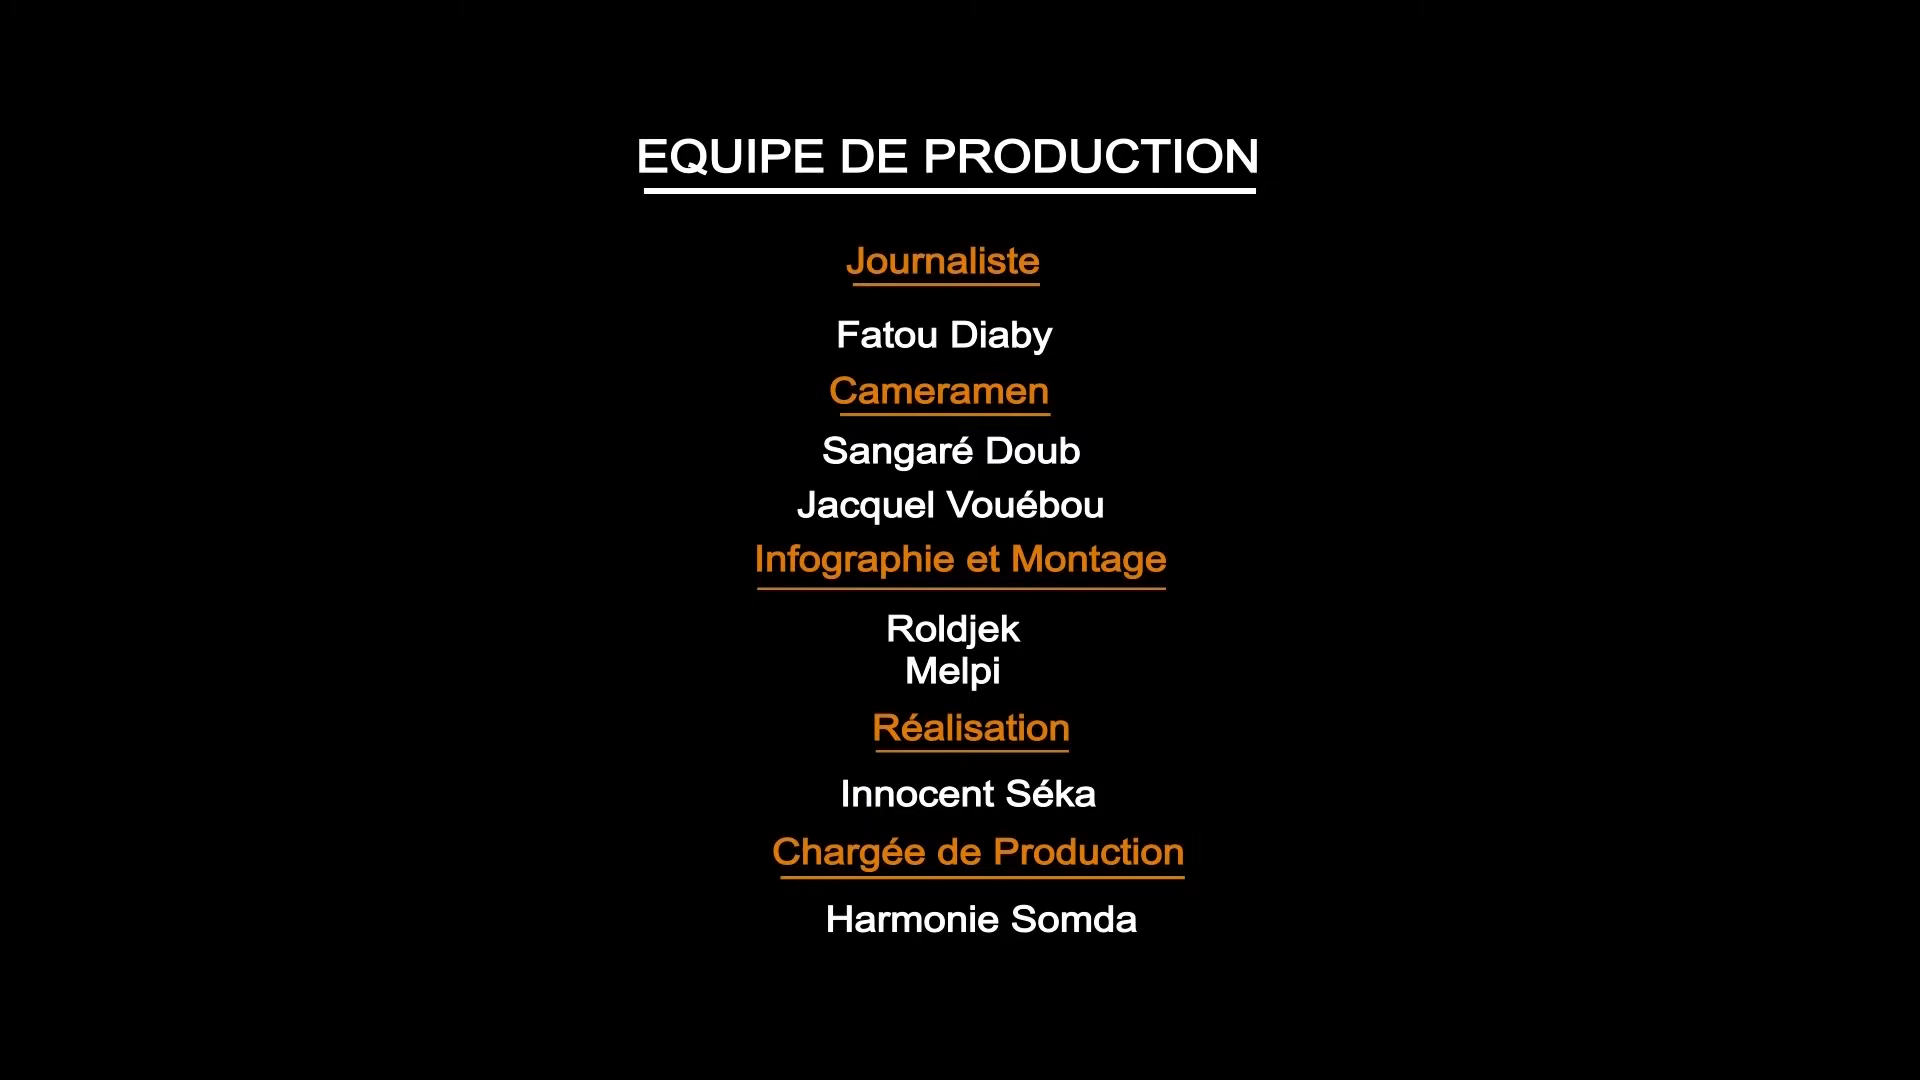 EQUIPE DE PRODUCTION
Journaliste
Fatou Diaby
Cameramen
Sangaré Doub
Jacquel Vouébou
Infographie et Montage
Roldjek
Melpi
Réalisation
Innocent Séka
Chargée de Production
Harmonie Somda